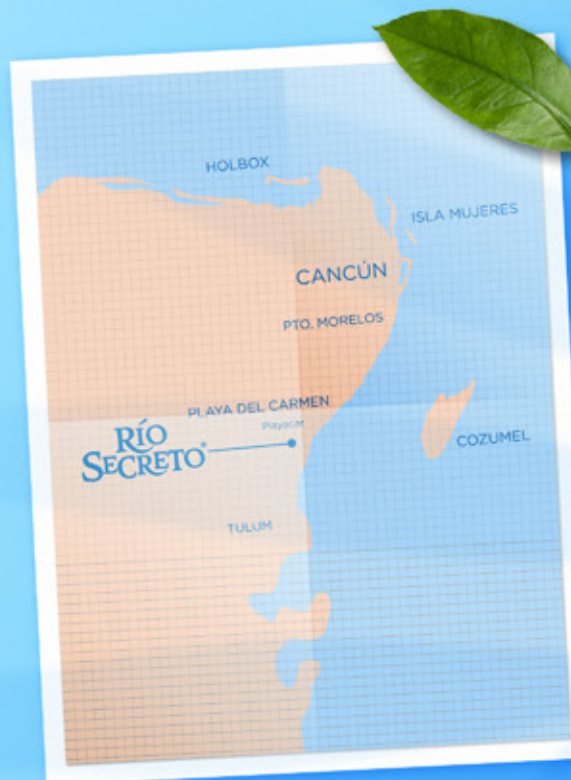 HOLBOX
ISLA MUJERES
CANCÚN
PTO. MORELOS
PLAYA DEL CARMEN
Playacar
RÍO
SECRETO®
COZUMEL
TULUM